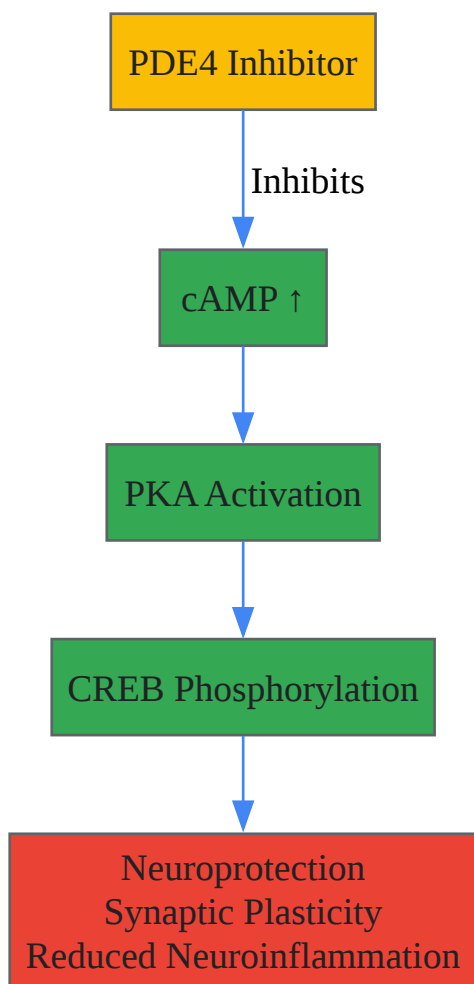 PDE4 Inhibitor
Inhibits
cAMP ↑
PKA Activation
CREB Phosphorylation
Neuroprotection
Synaptic Plasticity
Reduced Neuroinflammation